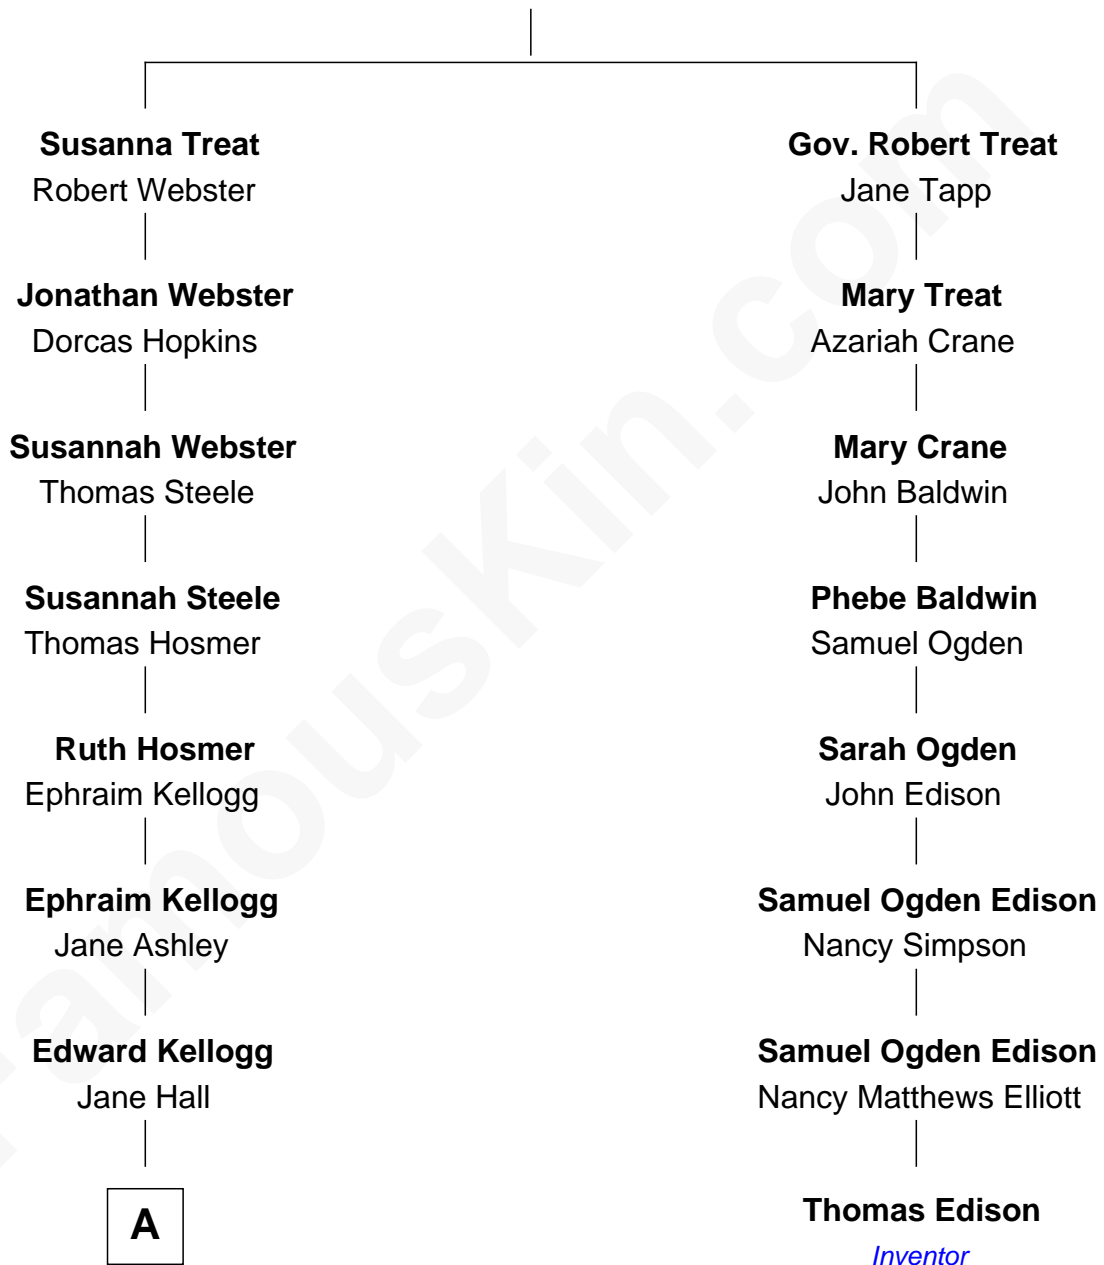 Susanna Treat
Robert Webster
Jonathan Webster
Dorcas Hopkins
Susannah Webster
Thomas Steele
Susannah Steele
Thomas Hosmer
Ruth Hosmer
Ephraim Kellogg
Ephraim Kellogg
Jane Ashley
Edward Kellogg
Jane Hall
A
Gov. Robert Treat
Jane Tapp
Mary Treat
Azariah Crane
Mary Crane
John Baldwin
Phebe Baldwin
Samuel Ogden
Sarah Ogden
John Edison
Samuel Ogden Edison
Nancy Simpson
Samuel Ogden Edison
Nancy Matthews Elliott
Thomas Edison
Inventor
FamousKin.com